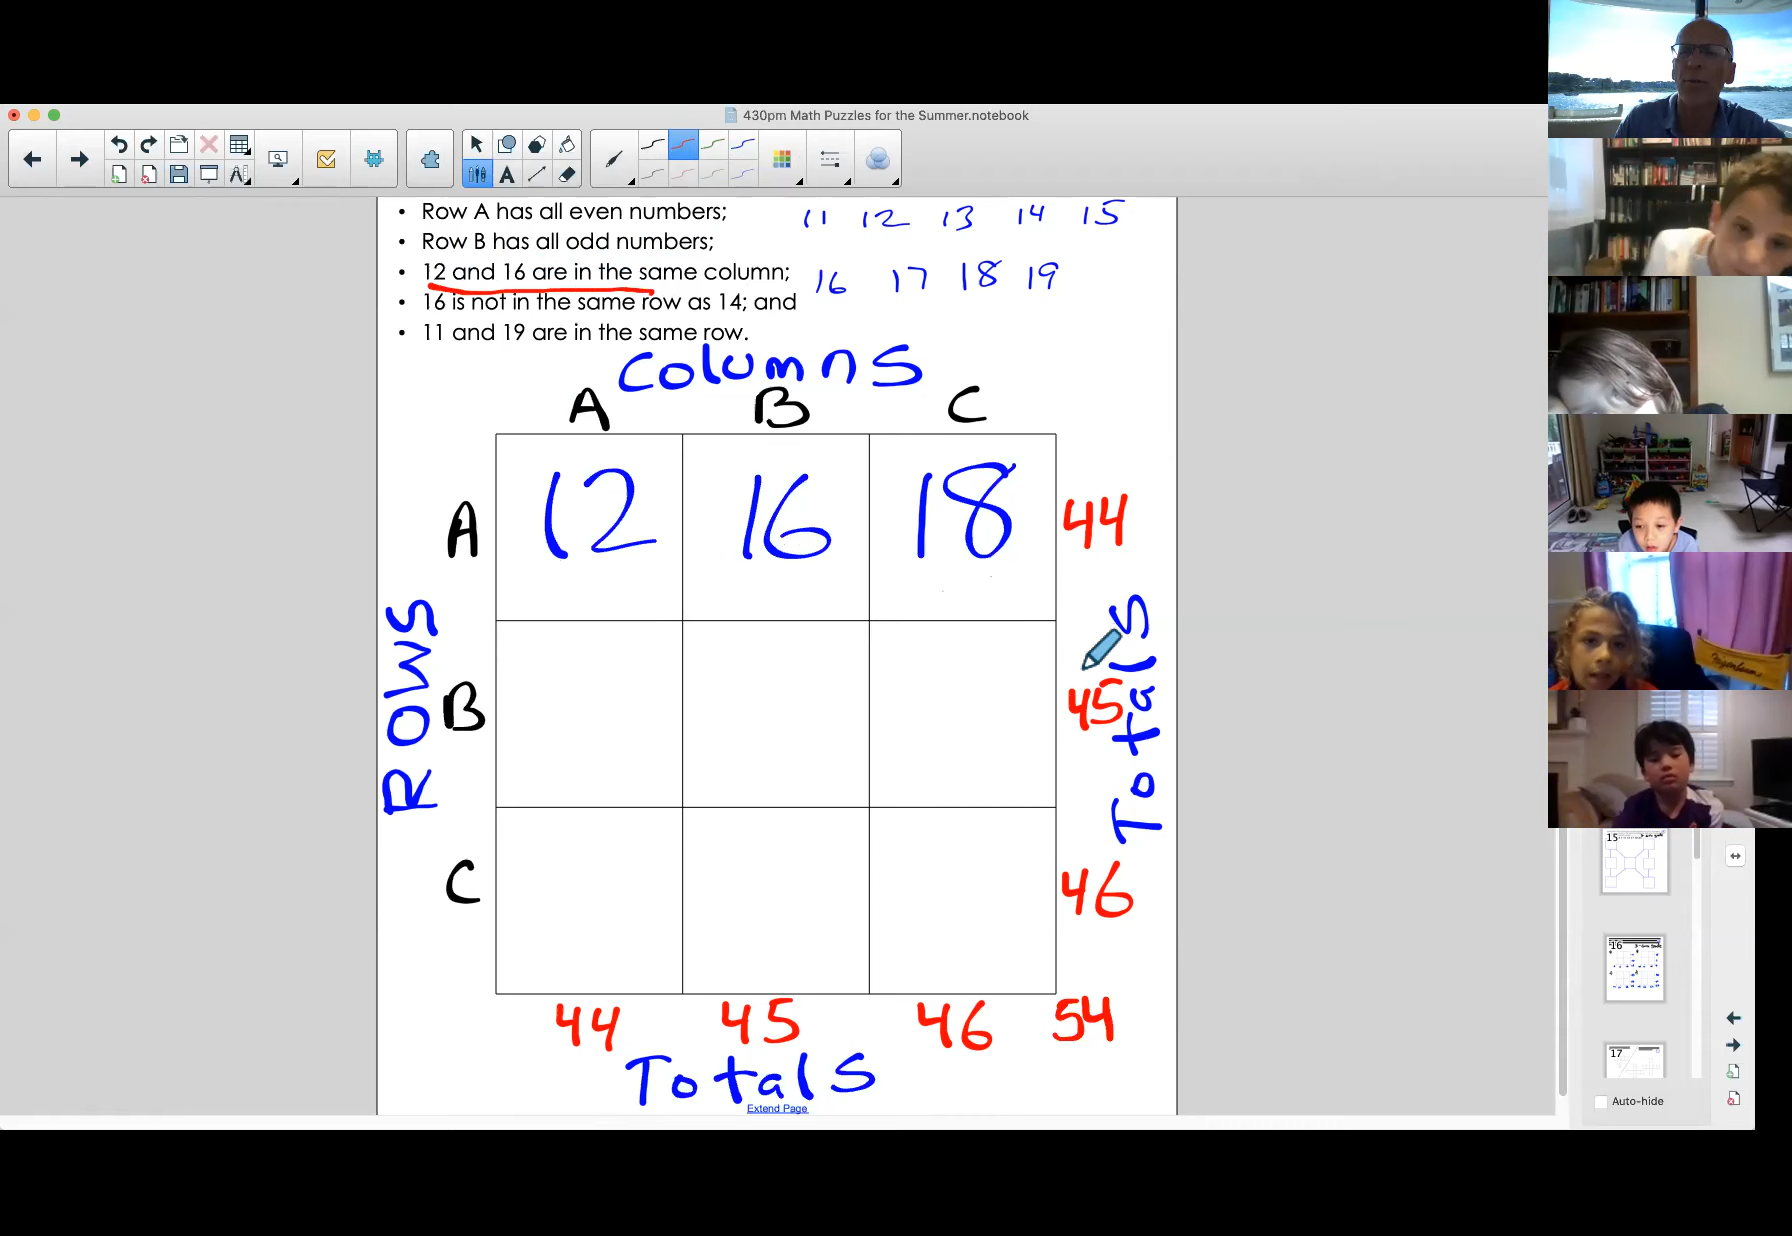 430pm Math Puzzles for the Summer.notebook
• Row A has all even numbers; 11 12 13 14 15
• Row B has all odd numbers;
• 12 and 16 are in the same column; 16 17 18 19
• 16 is not in the same row as 14; and
• 11 and 19 are in the same row.
Columns
A B C
A 12 16 18 44
ROWS
B 45
Totals
C 46
44 45 46 54
Totals
Extend Page
15
16
17
Auto-hide